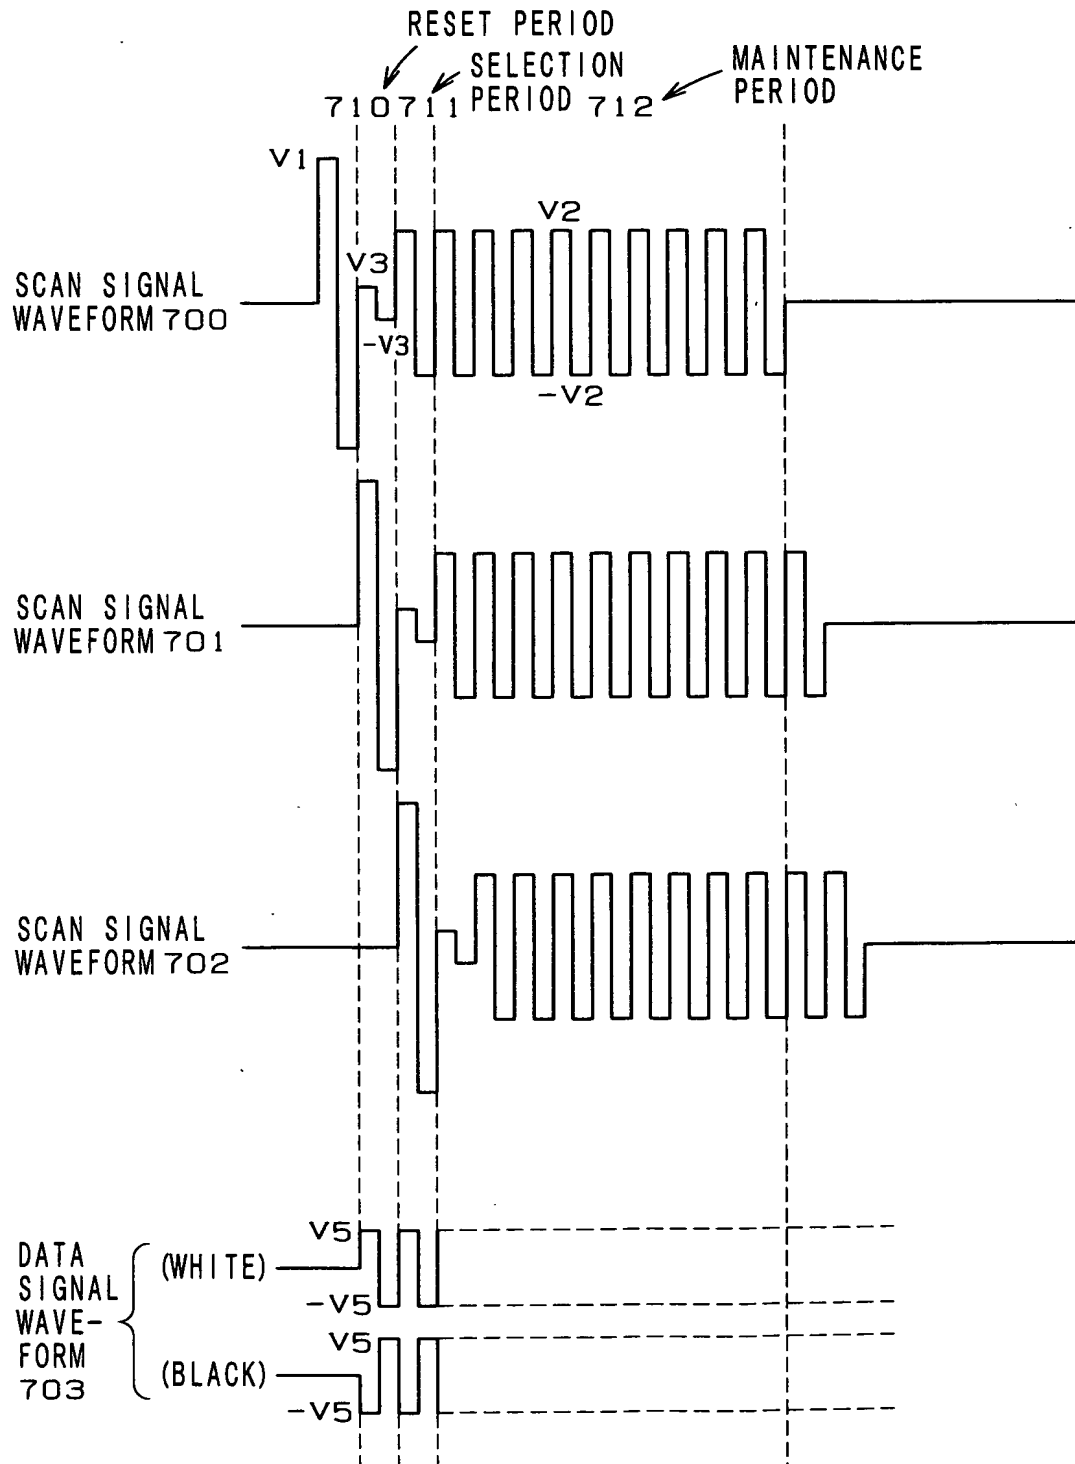 RESET PERIOD
SELECTION
PERIOD
MAINTENANCE
PERIOD
710 711 712
V1
V2
V3
-V3
-V2
SCAN SIGNAL
WAVEFORM 700
SCAN SIGNAL
WAVEFORM 701
SCAN SIGNAL
WAVEFORM 702
DATA
SIGNAL
WAVE-
FORM
703
(WHITE)
V5
-V5
(BLACK)
V5
-V5